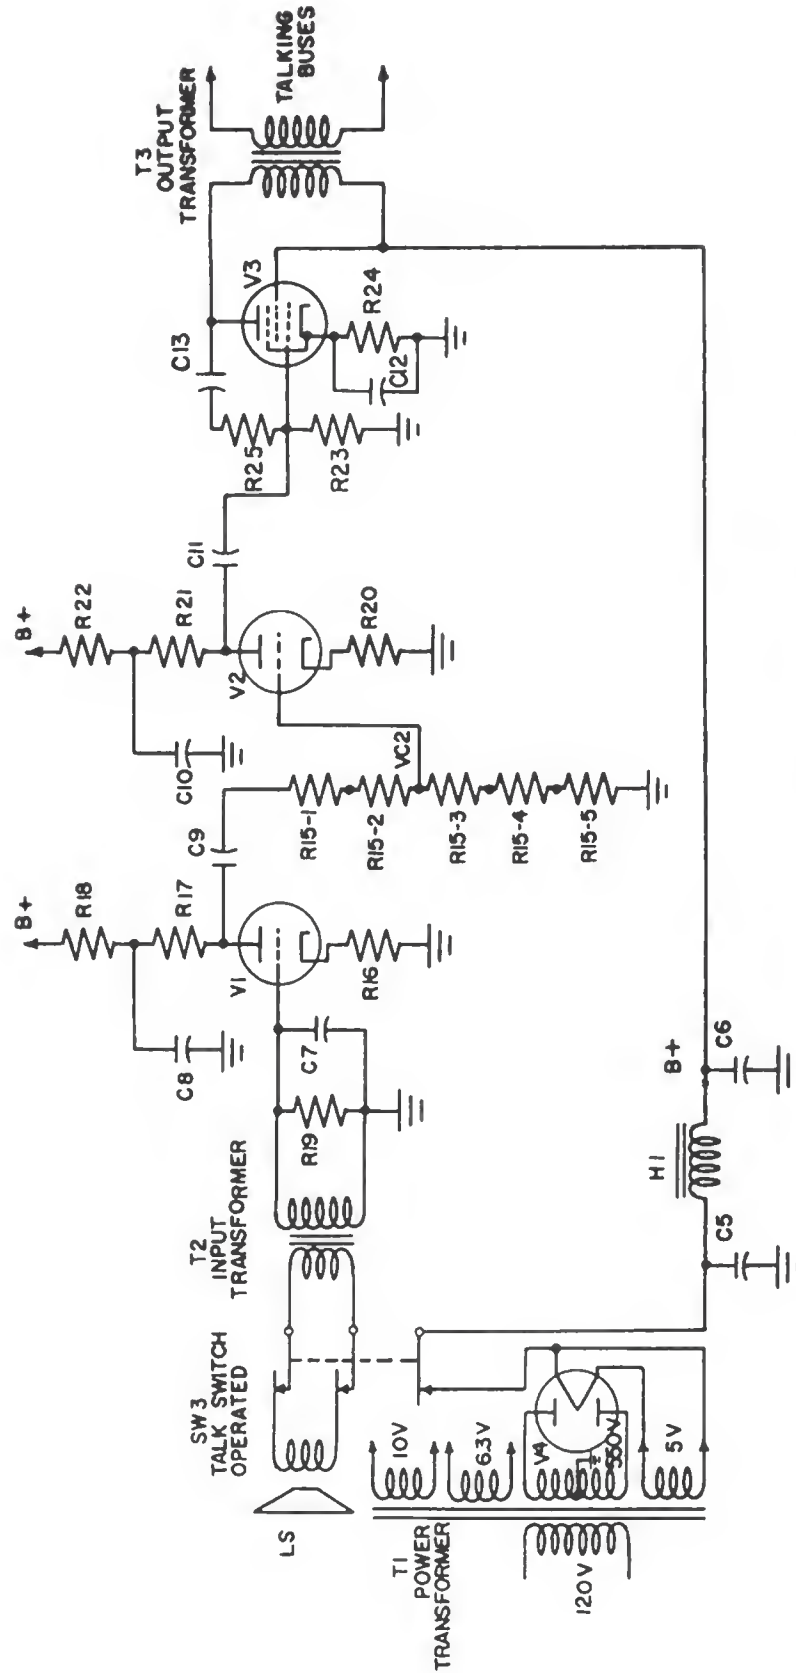 LS
SW3
TALK SWITCH
OPERATED
T2
INPUT
TRANSFORMER
R19
C7
V1
R16
C8
R18
B+
R17
C9
R15-1
R15-2
R15-3
R15-4
R15-5
VC2
C10
R22
B+
R21
V2
R20
C11
R25
R23
C13
V3
C12
R24
T3
OUTPUT
TRANSFORMER
TALKING
BUSES
T1
POWER
TRANSFORMER
120V
10V
6.3V
V4
550V
5V
C5
H1
B+
C6